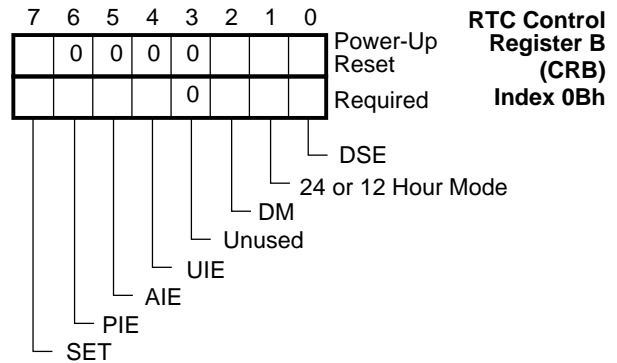 7 6 5 4 3 2 1 0
RTC Control
Register B
(CRB)
Index 0Bh
0 0 0 0
Power-Up
Reset
0
Required
DSE
24 or 12 Hour Mode
DM
Unused
UIE
AIE
PIE
SET